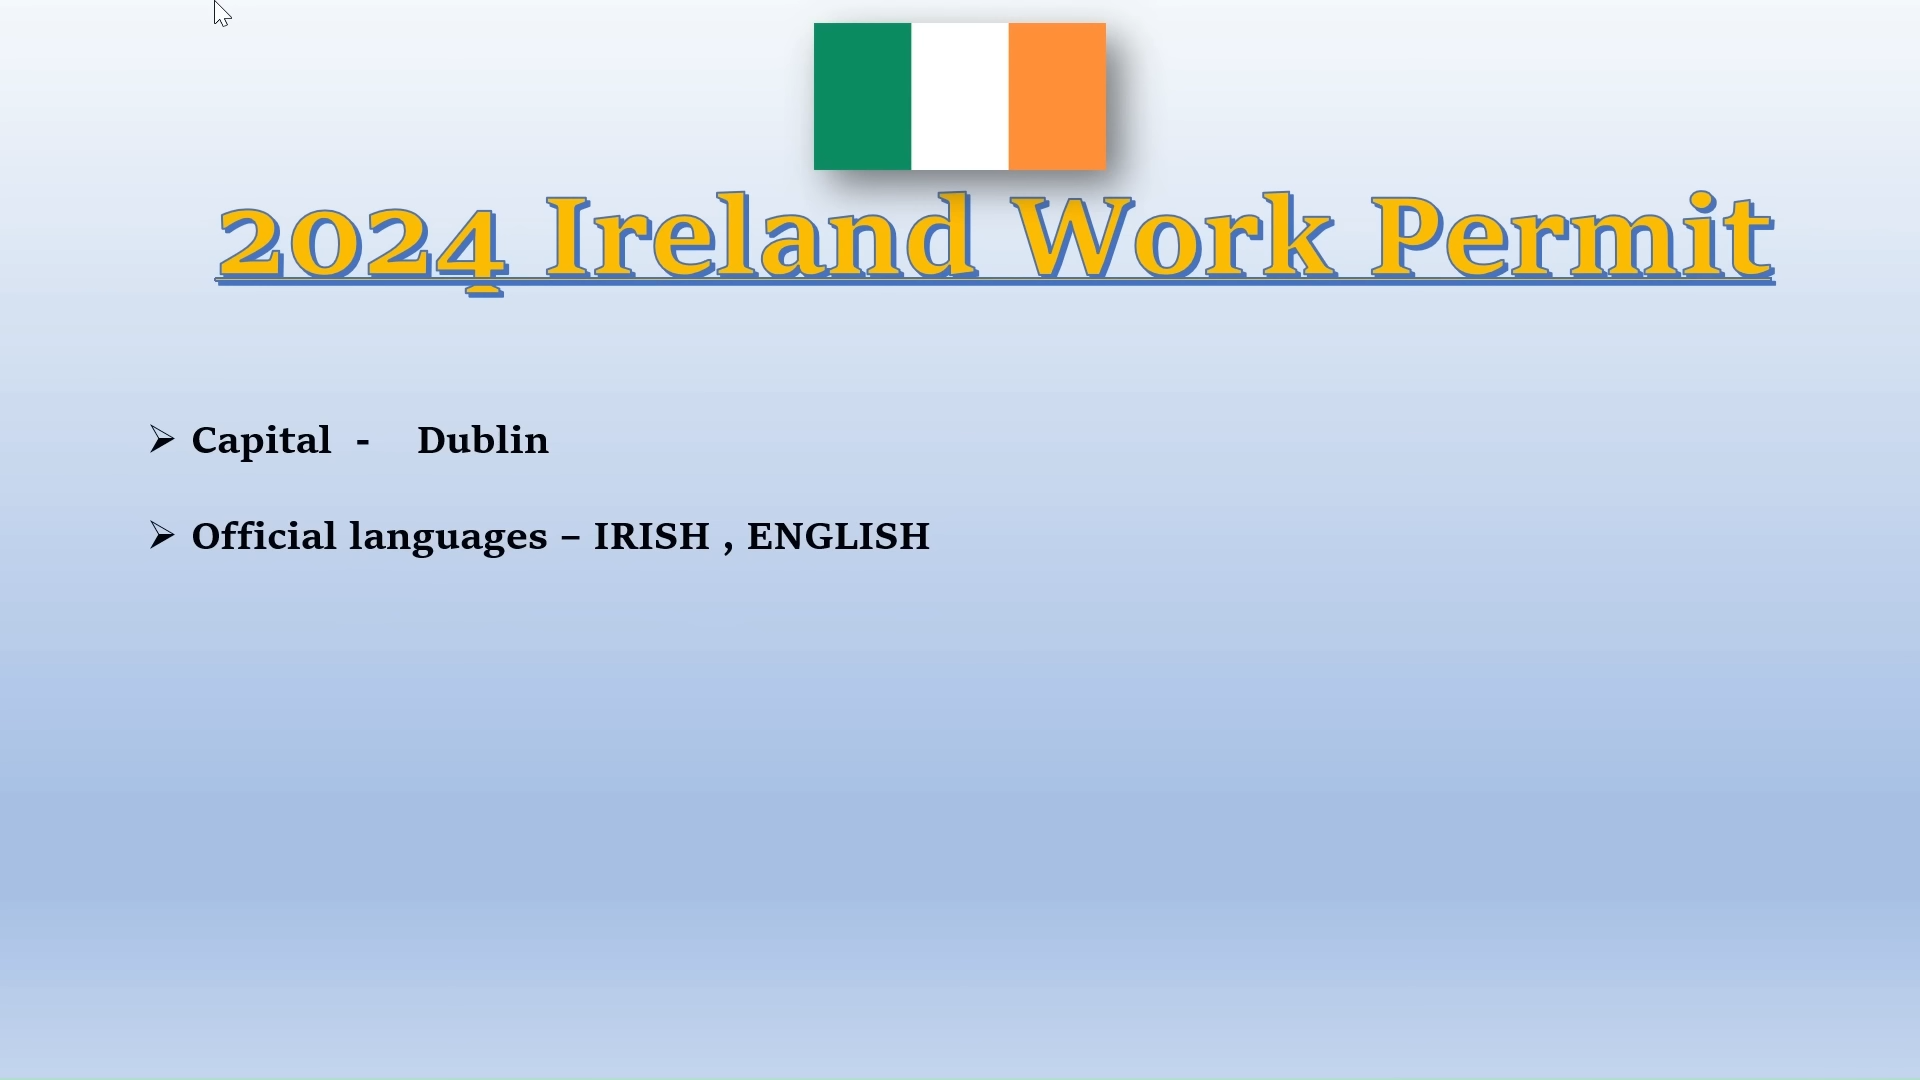 2024 Ireland Work Permit
➢ Capital - Dublin
➢ Official languages – IRISH , ENGLISH